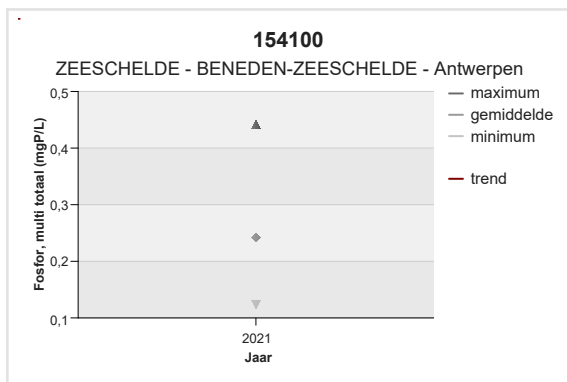 154100
ZEESCHELDE - BENEDEN-ZEESCHELDE - Antwerpen
Fosfor, multi totaal (mgP/L)
0,5
0,4
0,3
0,2
0,1
2021
Jaar
maximum
gemiddelde
minimum
trend